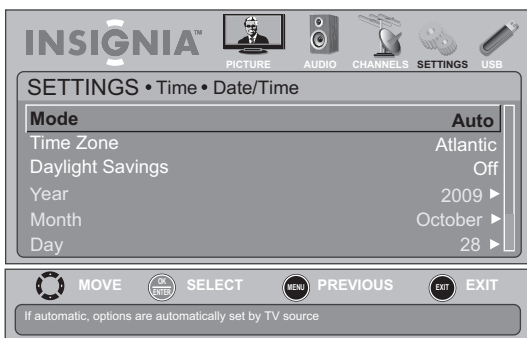 INSIGNIA™
PICTURE AUDIO CHANNELS SETTINGS USB
SETTINGS • Time • Date/Time
Mode Auto
Time Zone Atlantic
Daylight Savings Off
Year 2009 ►
Month October ►
Day 28 ►
MOVE OK ENTER SELECT MENU PREVIOUS EXIT EXIT
If automatic, options are automatically set by TV source